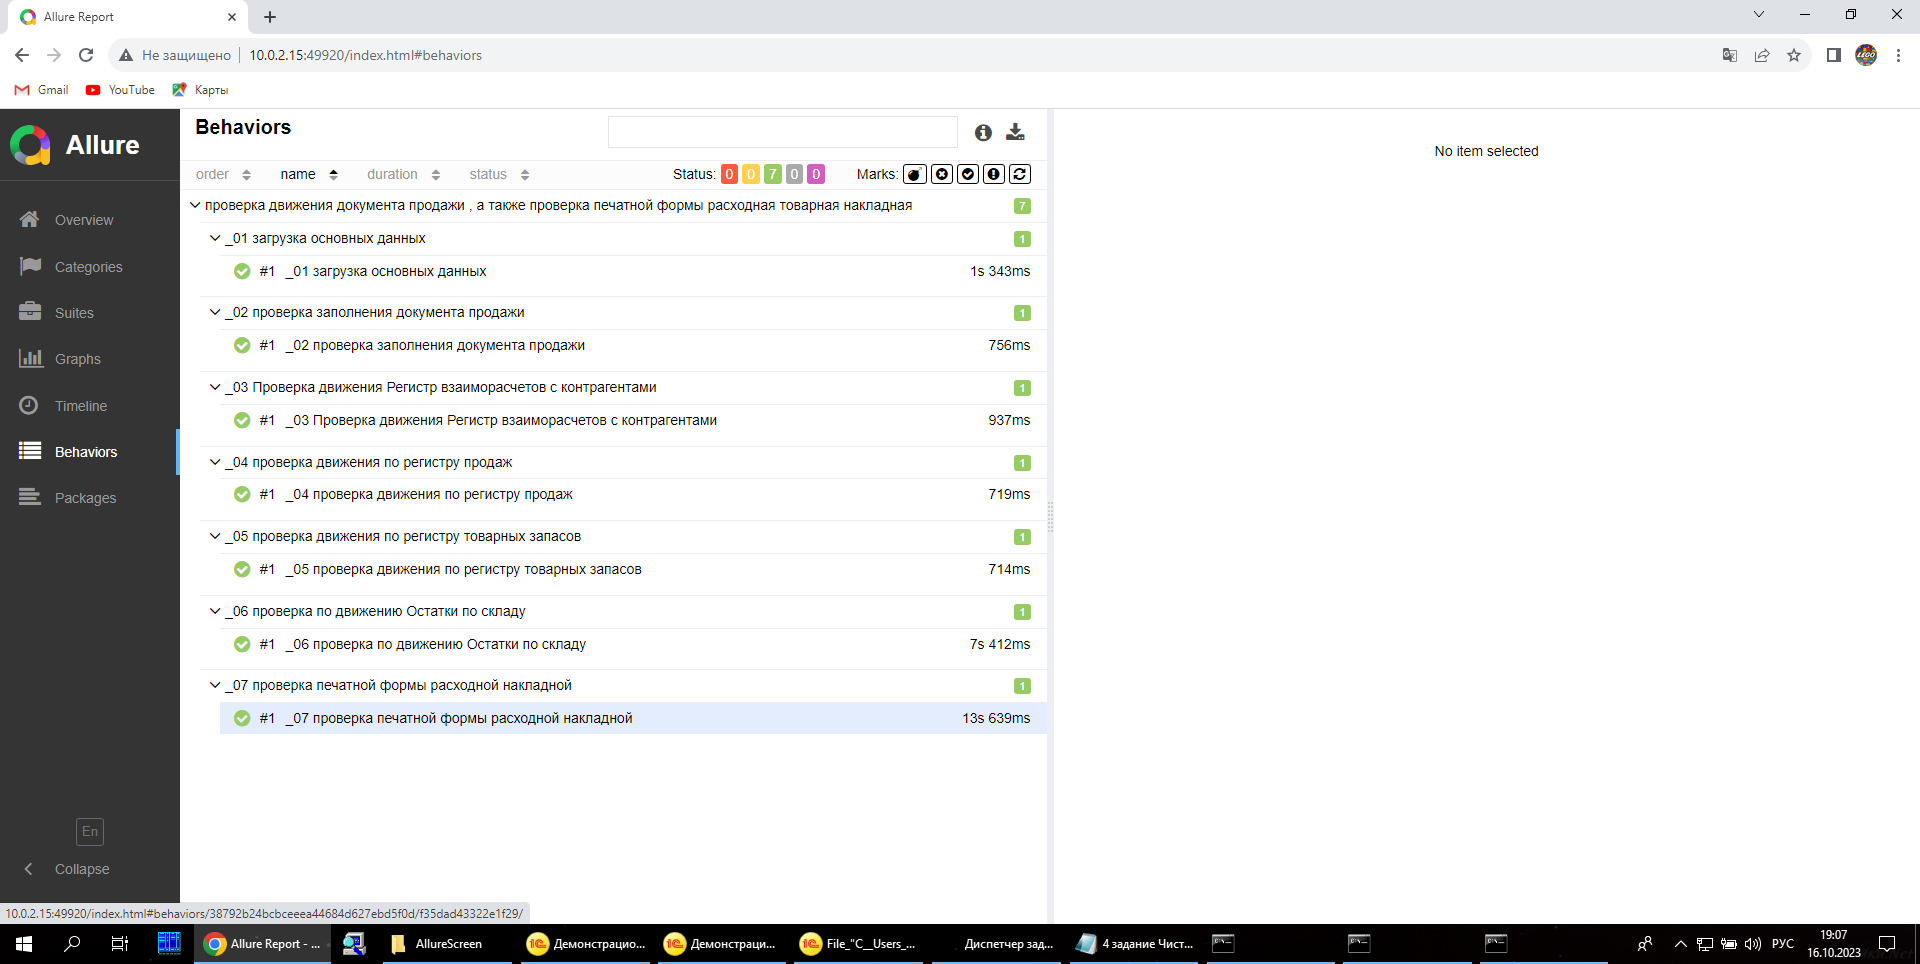 Allure Report
Не защищено 10.0.2.15:49920/index.html#behaviors
Gmail YouTube Карты
Allure
Overview
Categories
Suites
Graphs
Timeline
Behaviors
Packages
En
Collapse
Behaviors
order name duration status Status: 0 0 7 0 0 Marks:
проверка движения документа продажи , а также проверка печатной формы расходная товарная накладная 7
_01 загрузка основных данных 1
#1 _01 загрузка основных данных 1s 343ms
_02 проверка заполнения документа продажи 1
#1 _02 проверка заполнения документа продажи 756ms
_03 Проверка движения Регистр взаиморасчетов с контрагентами 1
#1 _03 Проверка движения Регистр взаиморасчетов с контрагентами 937ms
_04 проверка движения по регистру продаж 1
#1 _04 проверка движения по регистру продаж 719ms
_05 проверка движения по регистру товарных запасов 1
#1 _05 проверка движения по регистру товарных запасов 714ms
_06 проверка по движению Остатки по складу 1
#1 _06 проверка по движению Остатки по складу 7s 412ms
_07 проверка печатной формы расходной накладной 1
#1 _07 проверка печатной формы расходной накладной 13s 639ms
No item selected
10.0.2.15:49920/index.html#behaviors/38792b24bcbceeea44684d627ebd5f0d/f35dad43322e1f29/
Allure Report - ... AllureScreen Демонстрацио... Демонстраци... File_"C__Users_... Диспетчер зад... 4 задание Чист... РУС 19:07
16.10.2023